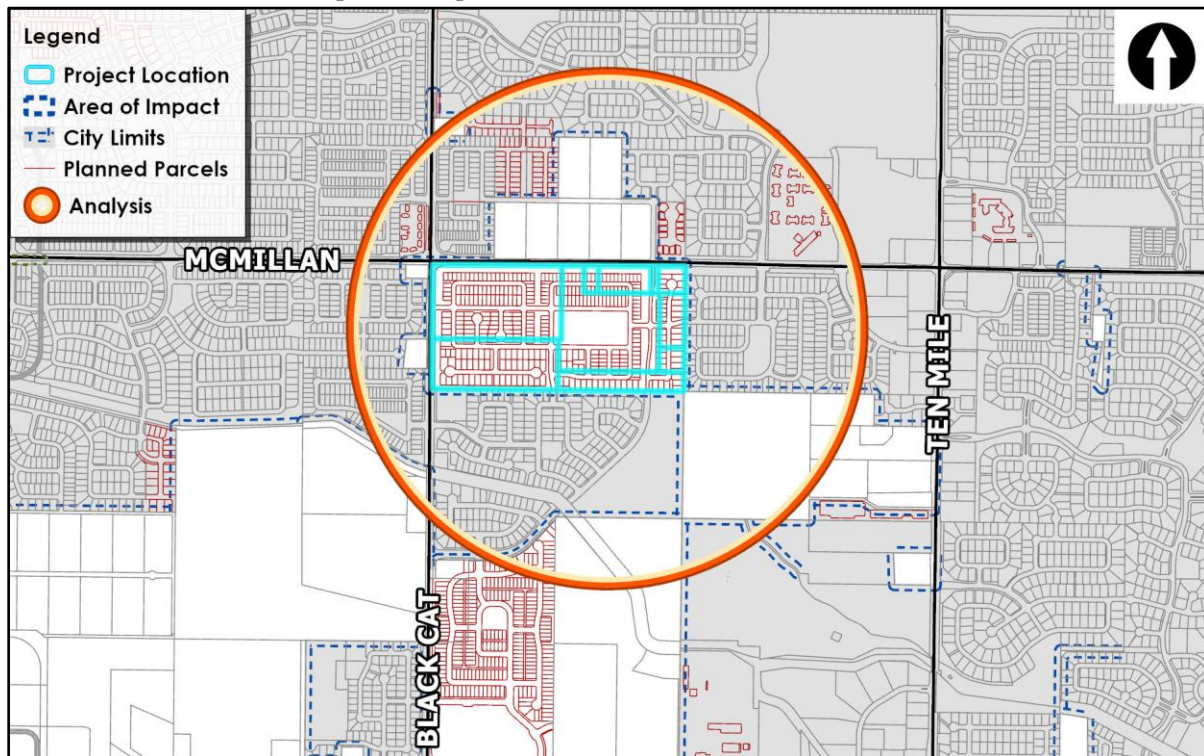 Legend
Project Location
Area of Impact
City Limits
Planned Parcels
Analysis
MCMILLAN
TEN MILE
BLACK CAT